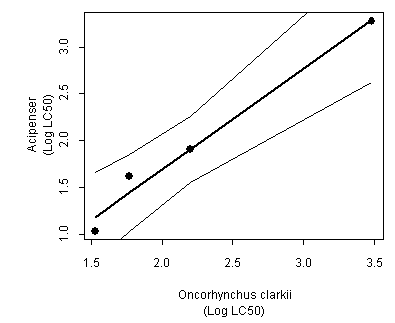 Acipenser
(Log LC50)
3.0
2.5
2.0
1.5
1.0
1.5 2.0 2.5 3.0 3.5
Oncorhynchus clarkii
(Log LC50)